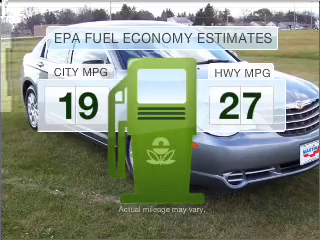 EPA FUEL ECONOMY ESTIMATES
CITY MPG
HWY MPG
19
27
Actual mileage may vary.